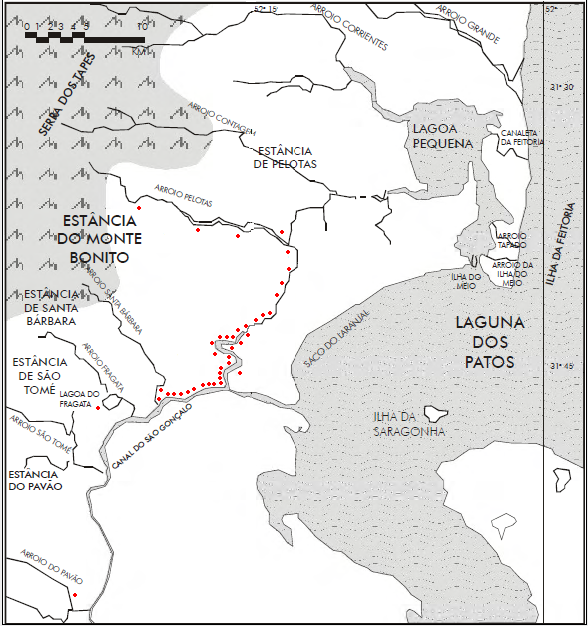 52° 15'
52°
0 1 2 3 4 5 10
KM
ARROIO CORRIENTES
ARROIO GRANDE
SERRA DOS TAPES
31° 30'
ARROIO CONTAGEM
LAGOA
PEQUENA
CANALETA
DA FEITORIA
ESTÂNCIA
DE PELOTAS
ARROIO PELOTAS
ESTÂNCIA
DO MONTE
BONITO
ILHA DA FEITORIA
ARROIO
TAPADO
ARROIO DA
ILHA DO
MEIO
ILHA DO
MEIO
ARROIO SANTA BÁRBARA
ESTÂNCIA
DE SANTA
BÁRBARA
LAGUNA
DOS
PATOS
SACO DO LARANJAL
ARROIO FRAGATA
ESTÂNCIA
DE SÃO
TOMÉ
31° 45'
LAGOA DO
FRAGATA
ILHA DA
SARAGONHA
ARROIO SÃO TOMÉ
CANAL DO SÃO GONÇALO
ESTÂNCIA
DO PAVÃO
ARROIO DO PAVÃO